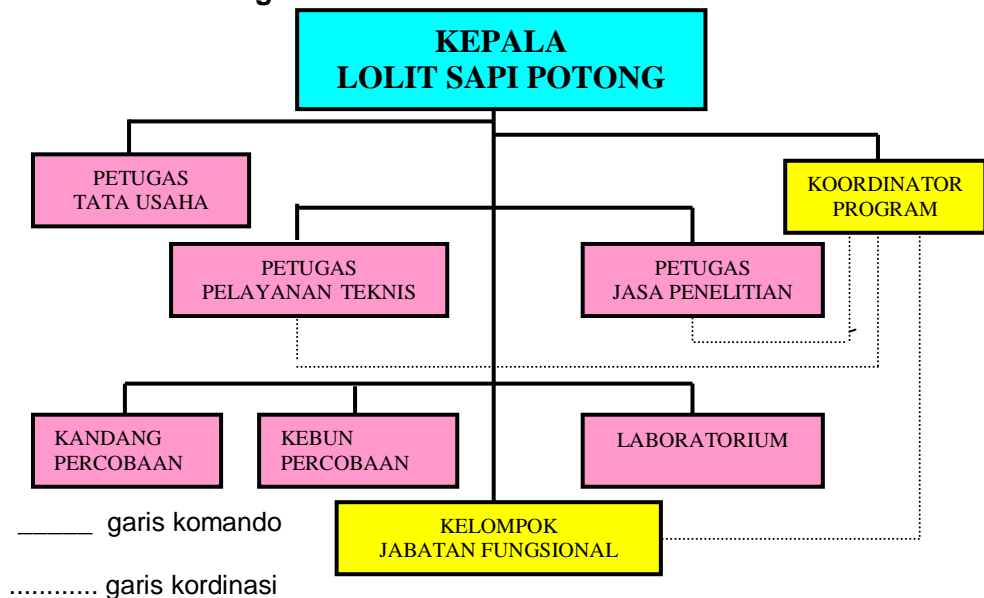 KEPALA
LOLIT SAPI POTONG
PETUGAS
TATA USAHA
KOORDINATOR
PROGRAM
PETUGAS
PELAYANAN TEKNIS
PETUGAS
JASA PENELITIAN
KANDANG
PERCOBAAN
KEBUN
PERCOBAAN
LABORATORIUM
_____ garis komando
KELOMPOK
JABATAN FUNGSIONAL
............ garis kordinasi